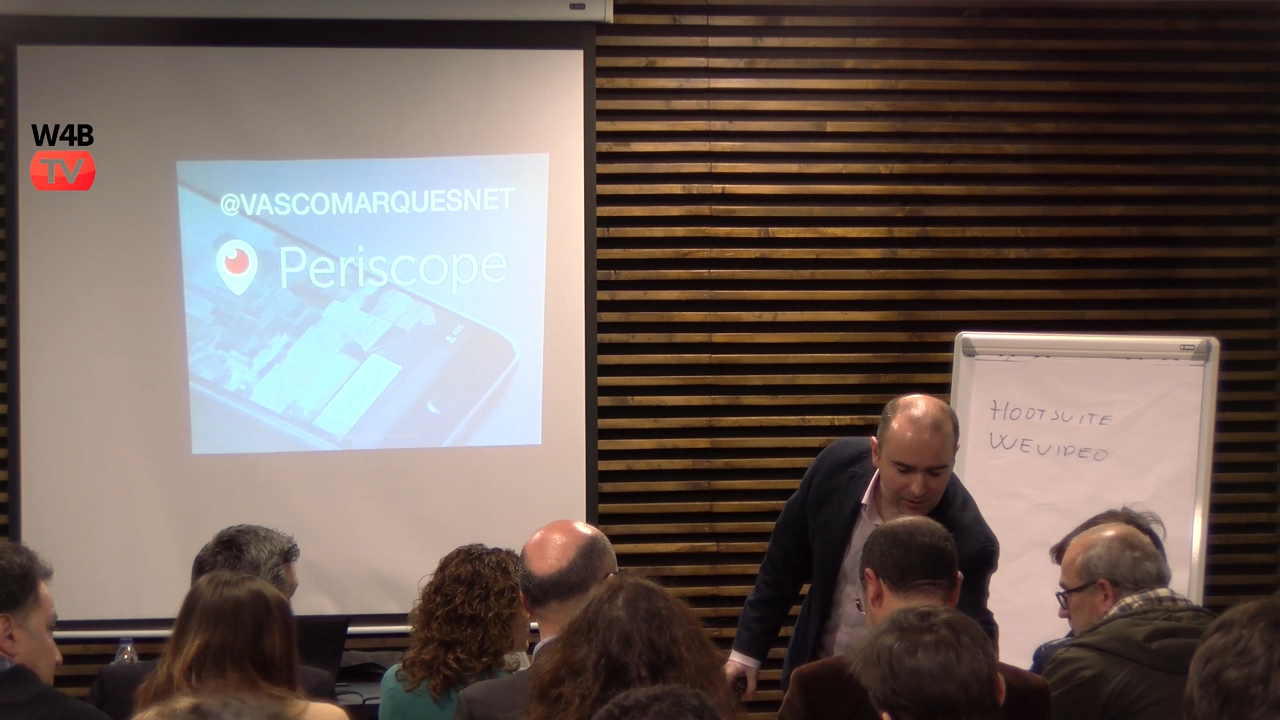 W4B
TV
@VASCOMARQUESNET
Periscope
HOOTSUITE
WEVIDEO